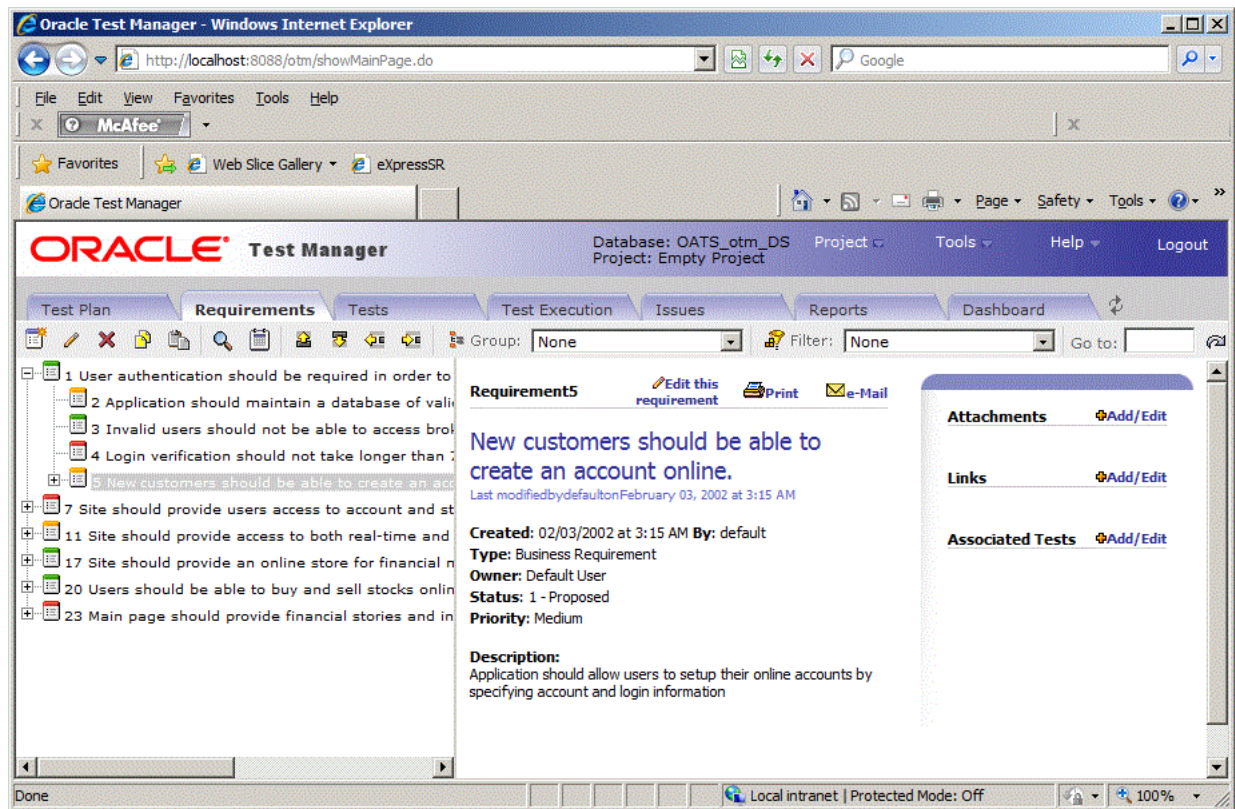 Oracle Test Manager - Windows Internet Explorer
http://localhost:8088/otm/showMainPage.do
Google
File Edit View Favorites Tools Help
McAfee
Favorites Web Slice Gallery eXpressSR
Oracle Test Manager
Page Safety Tools »
ORACLE Test Manager
Database: OATS_otm_DS
Project: Empty Project
Project Tools Help Logout
Test Plan Requirements Tests Test Execution Issues Reports Dashboard
Group: None Filter: None Go to:
1 User authentication should be required in order to
2 Application should maintain a database of vali
3 Invalid users should not be able to access brok
4 Login verification should not take longer than
5 New customers should be able to create an acc
7 Site should provide users access to account and st
11 Site should provide access to both real-time and
17 Site should provide an online store for financial
20 Users should be able to buy and sell stocks onlin
23 Main page should provide financial stories and in
Requirement5
Edit this requirement
Print
e-Mail
New customers should be able to
create an account online.
Last modifiedbydefaultonFebruary 03, 2002 at 3:15 AM
Created: 02/03/2002 at 3:15 AM By: default
Type: Business Requirement
Owner: Default User
Status: 1 - Proposed
Priority: Medium
Description:
Application should allow users to setup their online accounts by
specifying account and login information
Attachments Add/Edit
Links Add/Edit
Associated Tests Add/Edit
Done
Local intranet | Protected Mode: Off
100%